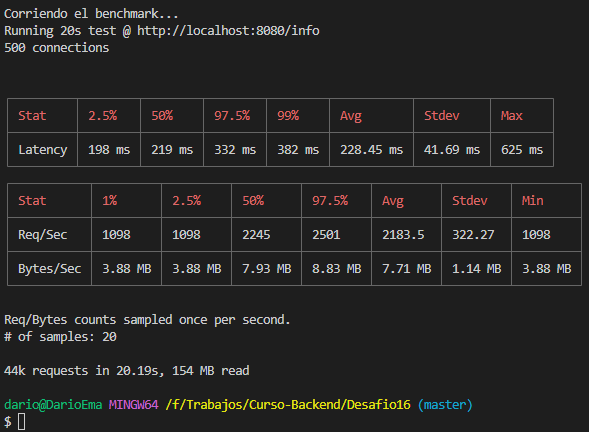 Corriendo el benchmark...
Running 20s test @ http://localhost:8080/info
500 connections
Stat 2.5% 50% 97.5% 99% Avg Stdev Max
Latency 198 ms 219 ms 332 ms 382 ms 228.45 ms 41.69 ms 625 ms
Stat 1% 2.5% 50% 97.5% Avg Stdev Min
Req/Sec 1098 1098 2245 2501 2183.5 322.27 1098
Bytes/Sec 3.88 MB 3.88 MB 7.93 MB 8.83 MB 7.71 MB 1.14 MB 3.88 MB
Req/Bytes counts sampled once per second.
# of samples: 20
44k requests in 20.19s, 154 MB read
dario@DarioEma MINGW64 /f/Trabajos/Curso-Backend/Desafio16 (master)
$